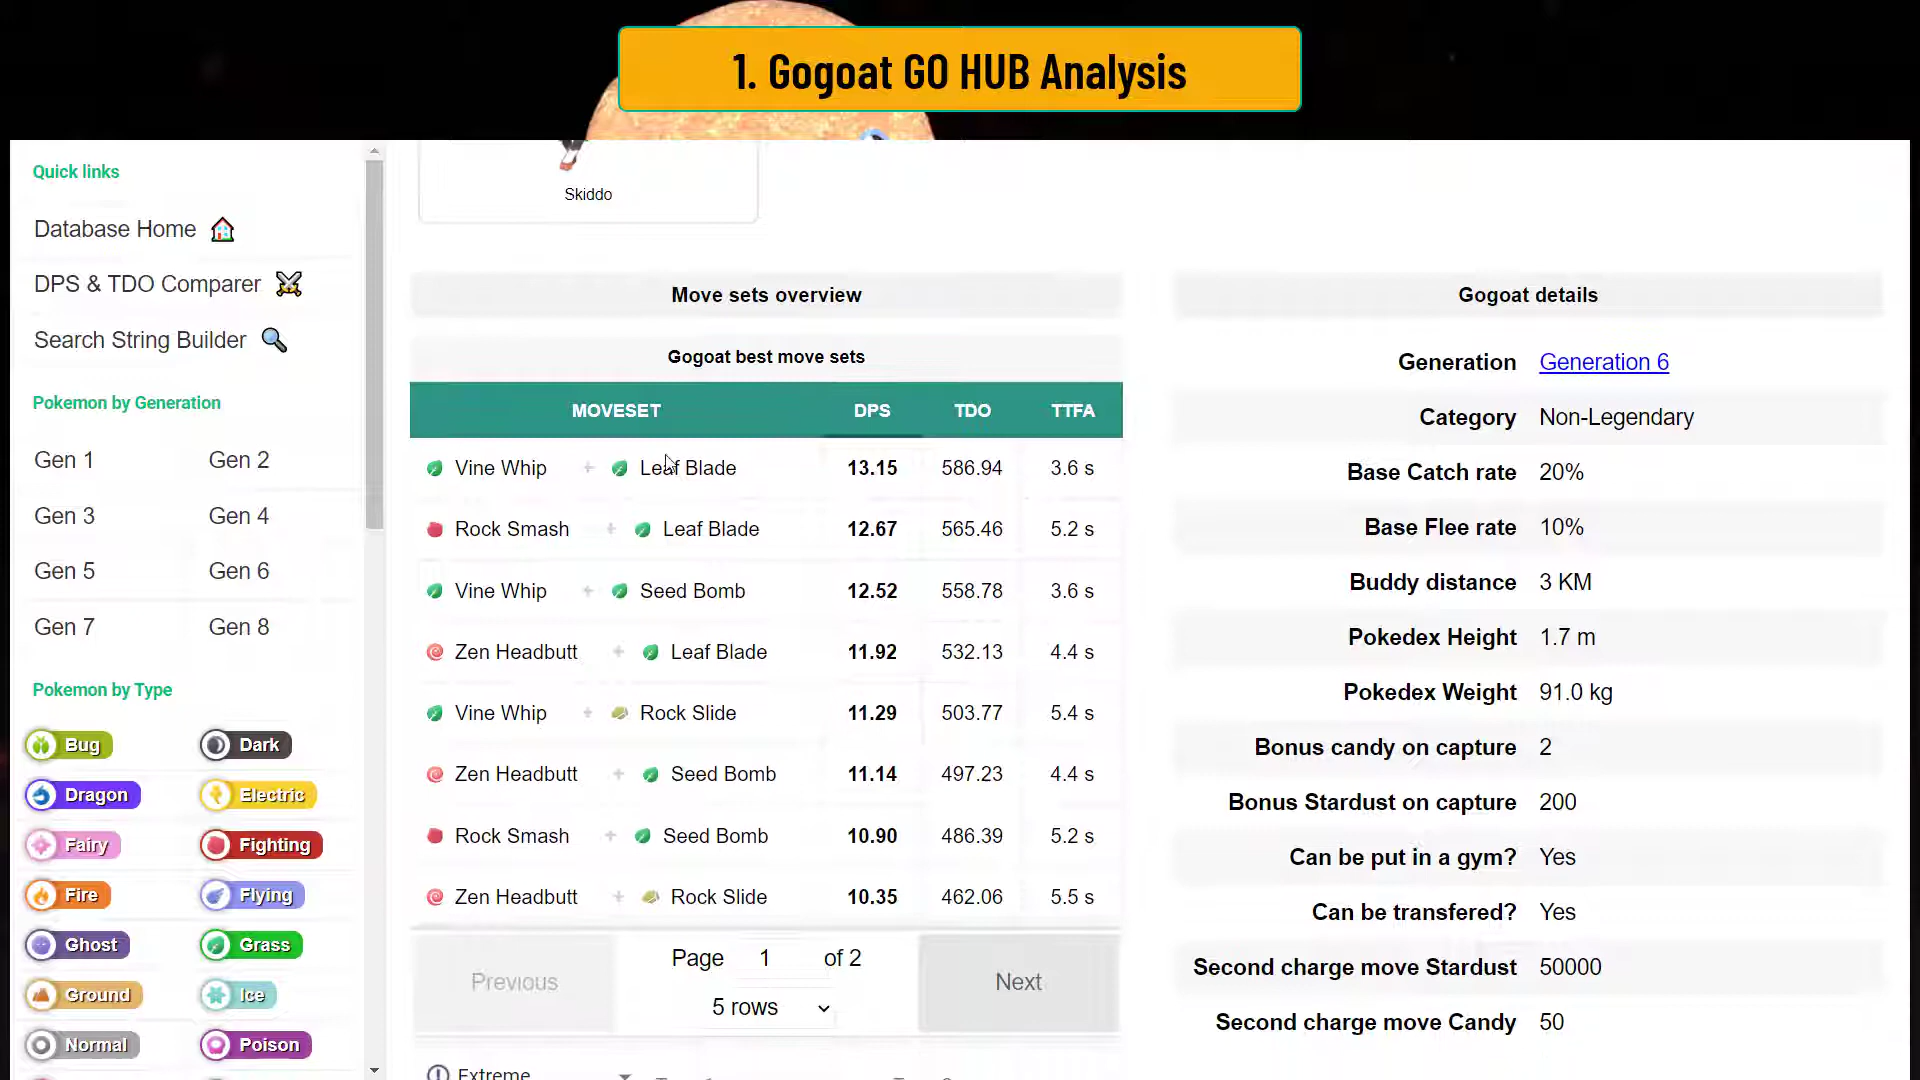 1. Gogoat GO HUB Analysis
Quick links
Database Home
DPS & TDO Comparer
Search String Builder
Pokemon by Generation
Gen 1 Gen 2
Gen 3 Gen 4
Gen 5 Gen 6
Gen 7 Gen 8
Pokemon by Type
Bug Dark
Dragon Electric
Fairy Fighting
Fire Flying
Ghost Grass
Ground Ice
Normal Poison
Skiddo
Move sets overview
Gogoat best move sets
MOVESET DPS TDO TTFA
Vine Whip + Leaf Blade 13.15 586.94 3.6 s
Rock Smash + Leaf Blade 12.67 565.46 5.2 s
Vine Whip + Seed Bomb 12.52 558.78 3.6 s
Zen Headbutt + Leaf Blade 11.92 532.13 4.4 s
Vine Whip + Rock Slide 11.29 503.77 5.4 s
Zen Headbutt + Seed Bomb 11.14 497.23 4.4 s
Rock Smash + Seed Bomb 10.90 486.39 5.2 s
Zen Headbutt + Rock Slide 10.35 462.06 5.5 s
Previous Page 1 of 2 Next
5 rows
Extreme
Gogoat details
Generation Generation 6
Category Non-Legendary
Base Catch rate 20%
Base Flee rate 10%
Buddy distance 3 KM
Pokedex Height 1.7 m
Pokedex Weight 91.0 kg
Bonus candy on capture 2
Bonus Stardust on capture 200
Can be put in a gym? Yes
Can be transfered? Yes
Second charge move Stardust 50000
Second charge move Candy 50